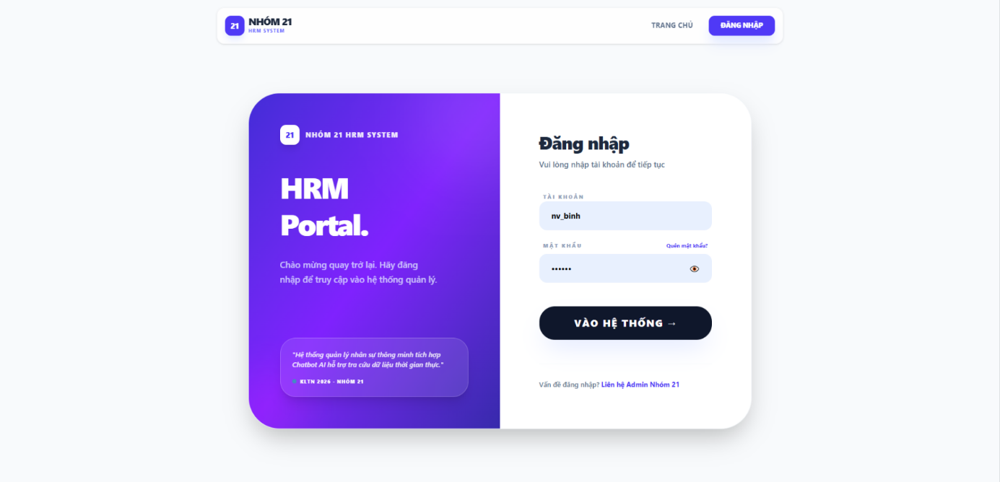 21
NHÓM 21
HRM SYSTEM
TRANG CHỦ
ĐĂNG NHẬP
21
NHÓM 21 HRM SYSTEM
HRM
Portal.
Chào mừng quay trở lại. Hãy đăng
nhập để truy cập vào hệ thống quản lý.
"Hệ thống quản lý nhân sự thông minh tích hợp
Chatbot AI hỗ trợ tra cứu dữ liệu thời gian thực."
KLTN 2026 - NHÓM 21
Đăng nhập
Vui lòng nhập tài khoản để tiếp tục
TÀI KHOẢN
nv_binh
MẬT KHẨU
Quên mật khẩu?
••••••
VÀO HỆ THỐNG →
Vấn đề đăng nhập? Liên hệ Admin Nhóm 21